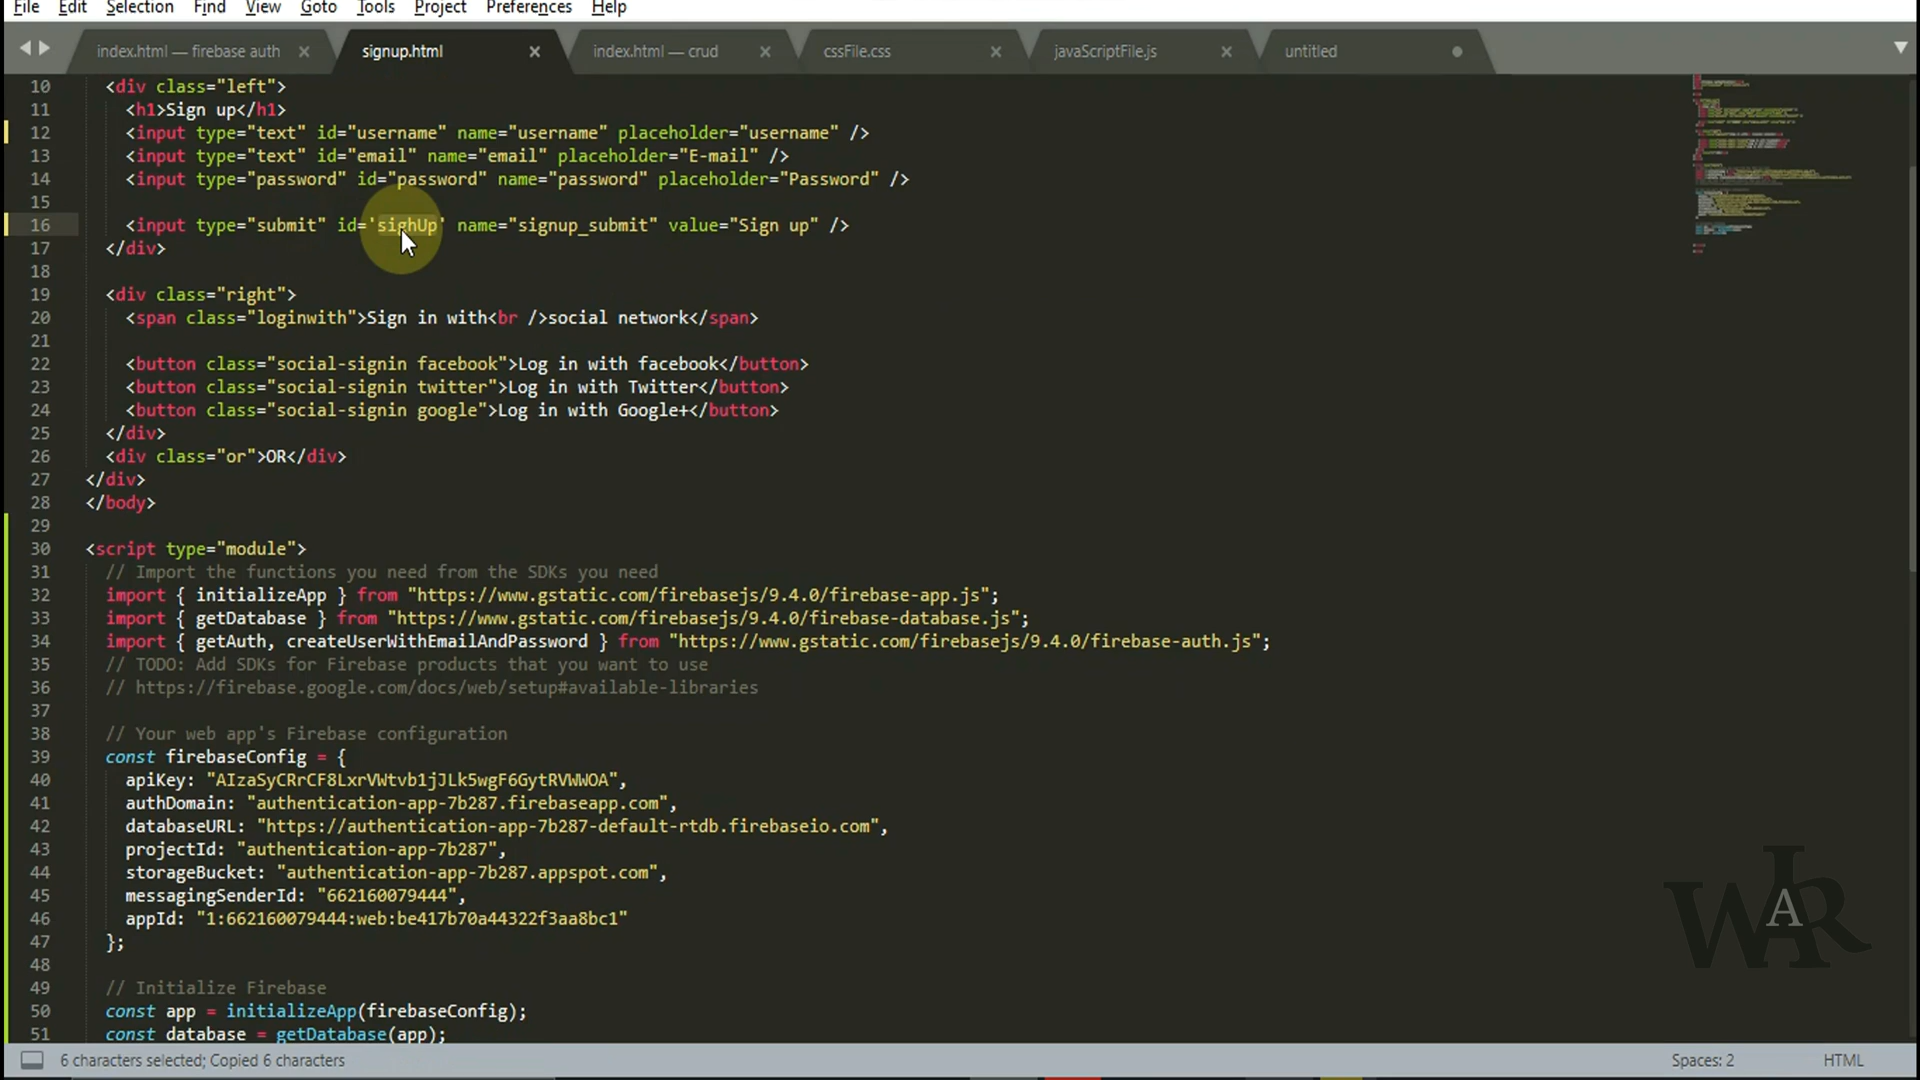 File Edit Selection Find View Goto Tools Project Preferences Help
index.html — firebase auth signup.html index.html — crud cssFile.css javaScriptFile.js untitled
10 <div class="left">
11 <h1>Sign up</h1>
12 <input type="text" id="username" name="username" placeholder="username" />
13 <input type="text" id="email" name="email" placeholder="E-mail" />
14 <input type="password" id="password" name="password" placeholder="Password" />
15
16 <input type="submit" id='sighUp' name="signup_submit" value="Sign up" />
17 </div>
18
19 <div class="right">
20 <span class="loginwith">Sign in with<br />social network</span>
21
22 <button class="social-signin facebook">Log in with facebook</button>
23 <button class="social-signin twitter">Log in with Twitter</button>
24 <button class="social-signin google">Log in with Google+</button>
25 </div>
26 <div class="or">OR</div>
27 </div>
28 </body>
29
30 <script type="module">
31 // Import the functions you need from the SDKs you need
32 import { initializeApp } from "https://www.gstatic.com/firebasejs/9.4.0/firebase-app.js";
33 import { getDatabase } from "https://www.gstatic.com/firebasejs/9.4.0/firebase-database.js";
34 import { getAuth, createUserWithEmailAndPassword } from "https://www.gstatic.com/firebasejs/9.4.0/firebase-auth.js";
35 // TODO: Add SDKs for Firebase products that you want to use
36 // https://firebase.google.com/docs/web/setup#available-libraries
37
38 // Your web app's Firebase configuration
39 const firebaseConfig = {
40 apiKey: "AIzaSyCRrCF8LxrVWtvb1jJLk5wgF6GytRVWWOA",
41 authDomain: "authentication-app-7b287.firebaseapp.com",
42 databaseURL: "https://authentication-app-7b287-default-rtdb.firebaseio.com",
43 projectId: "authentication-app-7b287",
44 storageBucket: "authentication-app-7b287.appspot.com",
45 messagingSenderId: "662160079444",
46 appId: "1:662160079444:web:be417b70a44322f3aa8bc1"
47 };
48
49 // Initialize Firebase
50 const app = initializeApp(firebaseConfig);
51 const database = getDatabase(app);
WAR
6 characters selected; Copied 6 characters Spaces: 2 HTML